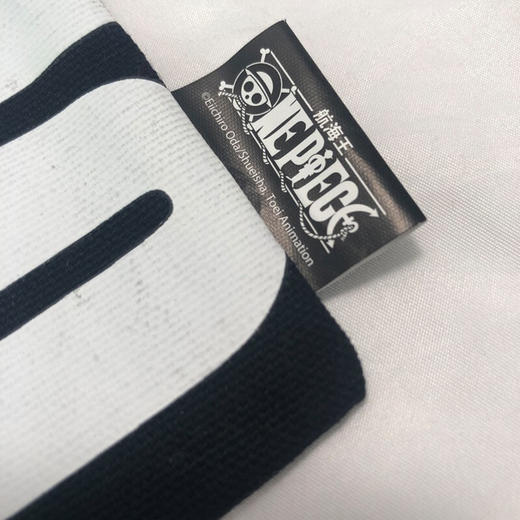 航海王
ONE PIECE
©Eiichiro Oda/Shueisha, Toei Animation